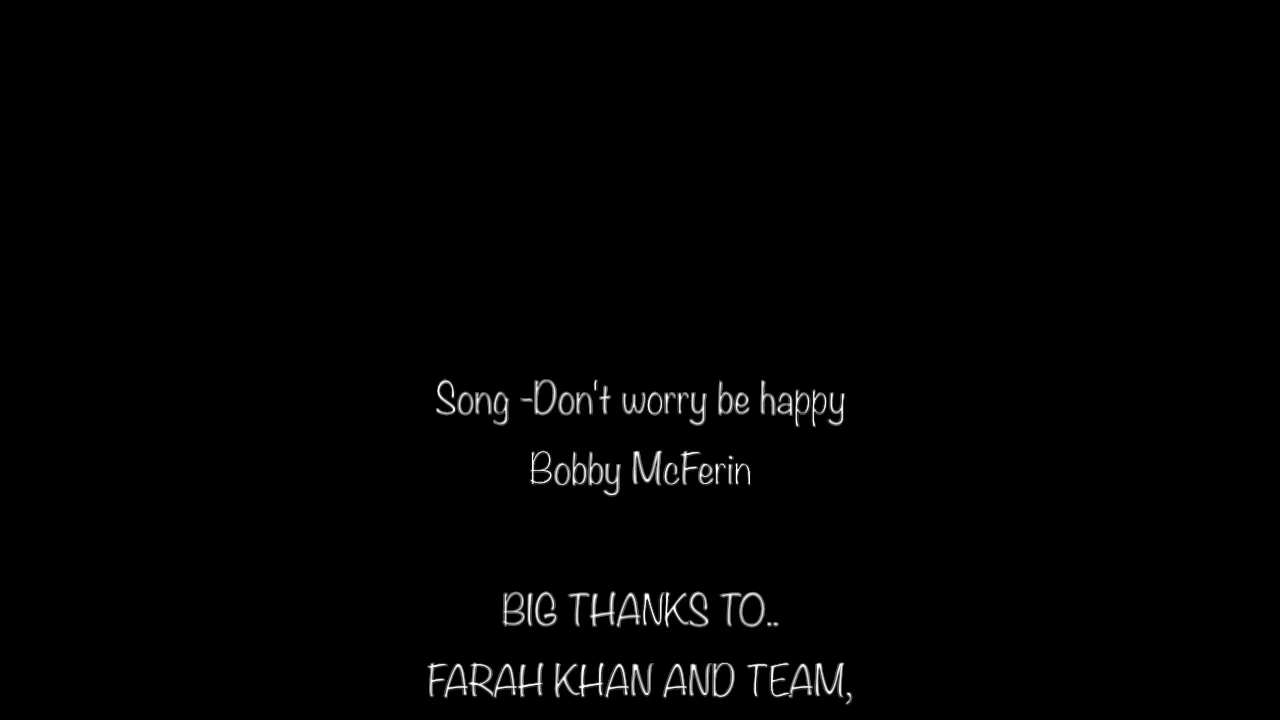 Song -Don't worry be happy
Bobby McFerin
BIG THANKS TO..
FARAH KHAN AND TEAM,